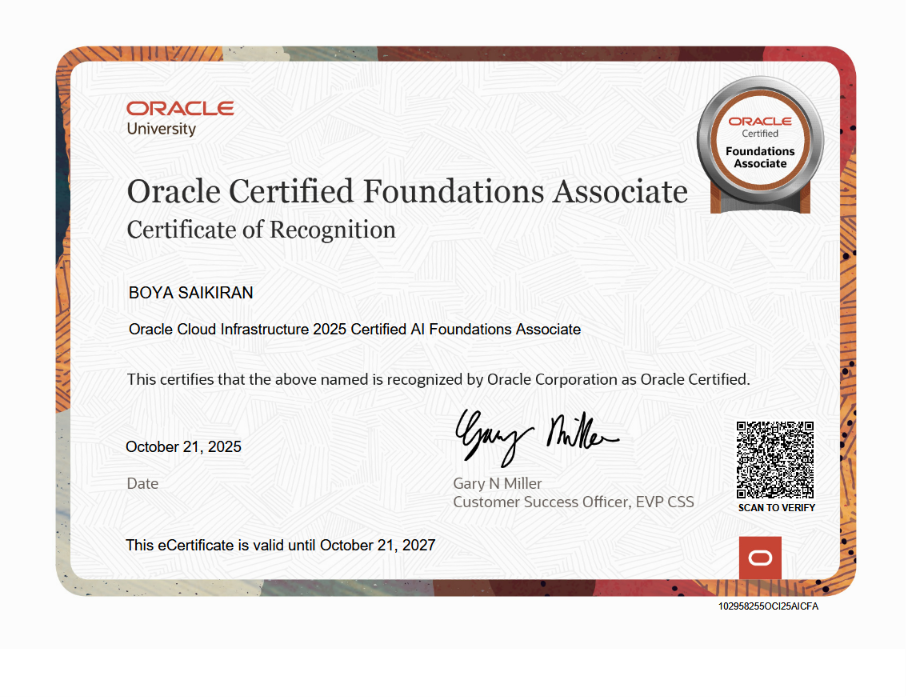 ORACLE
University
ORACLE
Certified
Foundations
Associate
Oracle Certified Foundations Associate
Certificate of Recognition
BOYA SAIKIRAN
Oracle Cloud Infrastructure 2025 Certified AI Foundations Associate
This certifies that the above named is recognized by Oracle Corporation as Oracle Certified.
Gary Miller
October 21, 2025
Date
Gary N Miller
Customer Success Officer, EVP CSS
SCAN TO VERIFY
This eCertificate is valid until October 21, 2027
102958255OCI25AICFA